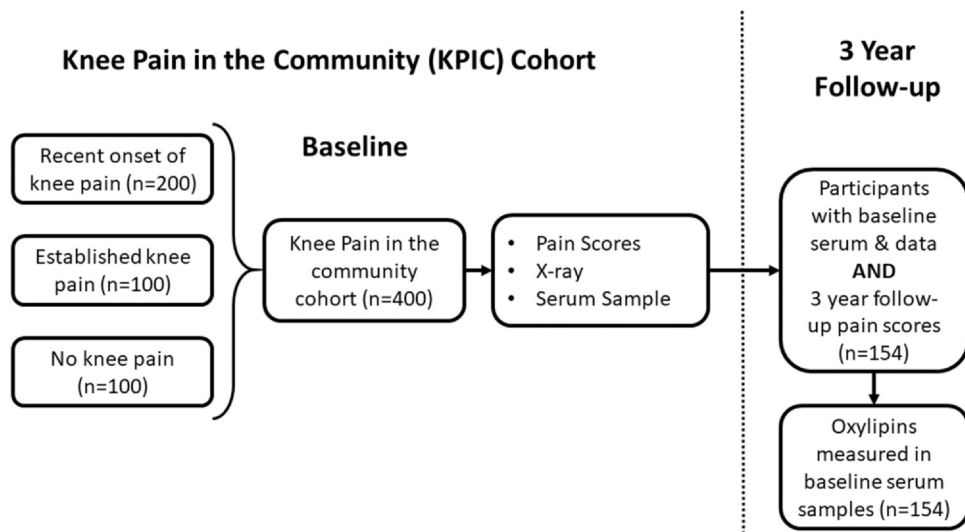 Knee Pain in the Community (KPIC) Cohort
3 Year
Follow-up
Baseline
Recent onset of
knee pain (n=200)
Established knee
pain (n=100)
No knee pain
(n=100)
Knee Pain in the
community
cohort (n=400)
• Pain Scores
• X-ray
• Serum Sample
Participants
with baseline
serum & data
AND
3 year follow-
up pain scores
(n=154)
Oxylipins
measured in
baseline serum
samples (n=154)